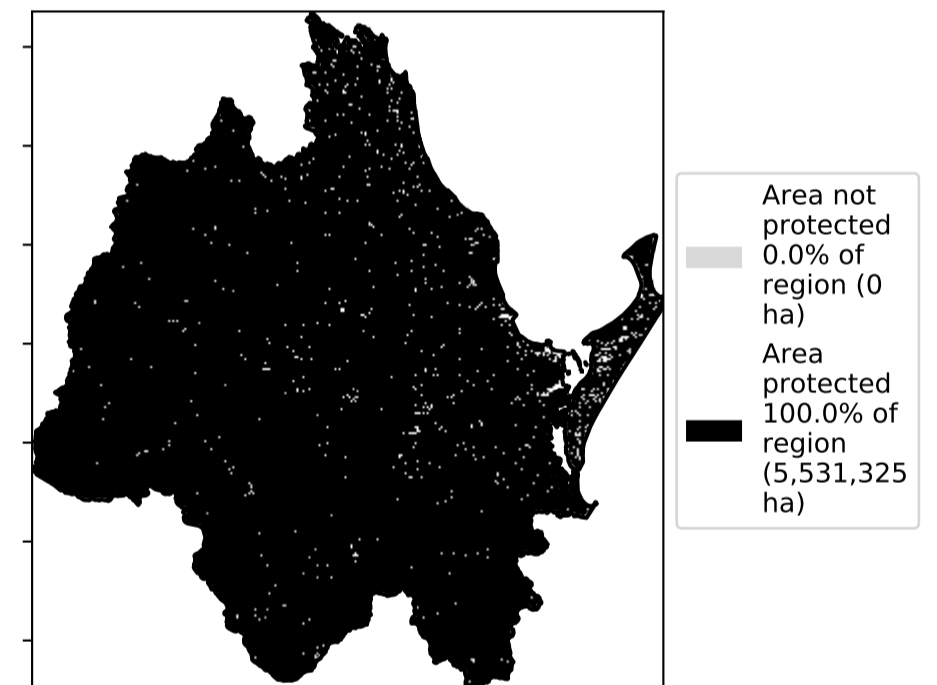 Area not
protected
0.0% of
region (0
ha)
Area
protected
100.0% of
region
(5,531,325
ha)